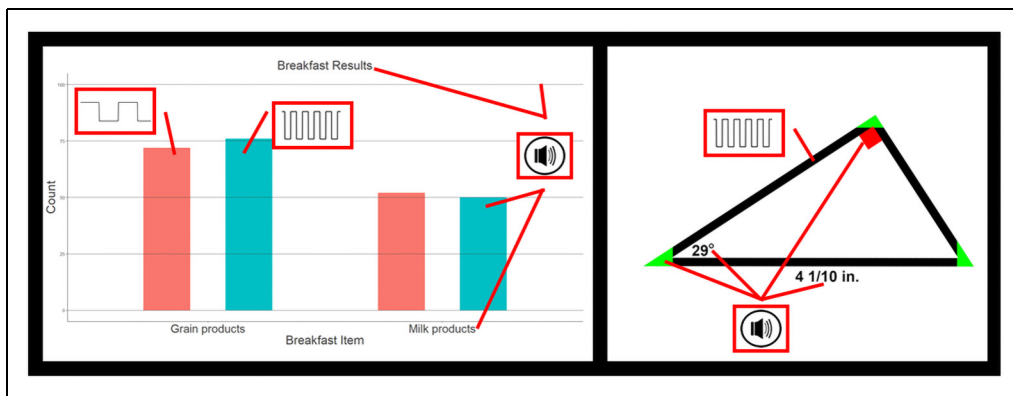 Breakfast Results
100
75
50
25
0
Count
Grain products
Milk products
Breakfast Item
29°
4 1/10 in.